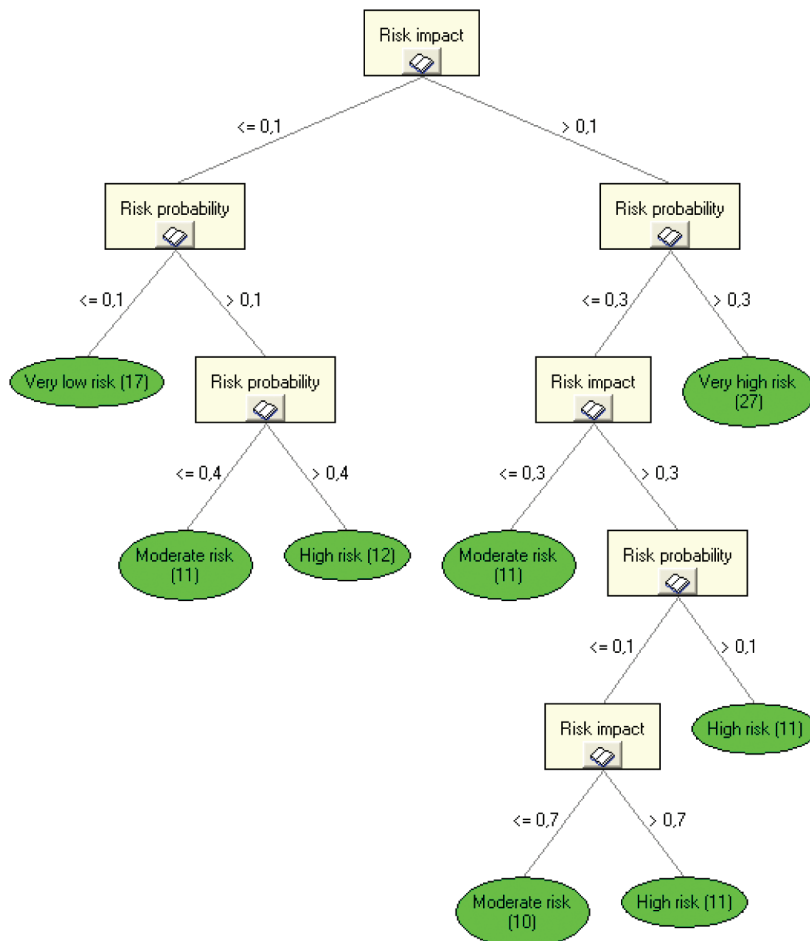 Risk impact
<= 0,1
> 0,1
Risk probability
Risk probability
<= 0,1
> 0,1
<= 0,3
> 0,3
Very low risk (17)
Risk probability
Risk impact
Very high risk
(27)
<= 0,4
> 0,4
<= 0,3
> 0,3
Moderate risk
(11)
High risk (12)
Moderate risk
(11)
Risk probability
<= 0,1
> 0,1
Risk impact
High risk (11)
<= 0,7
> 0,7
Moderate risk
(10)
High risk (11)